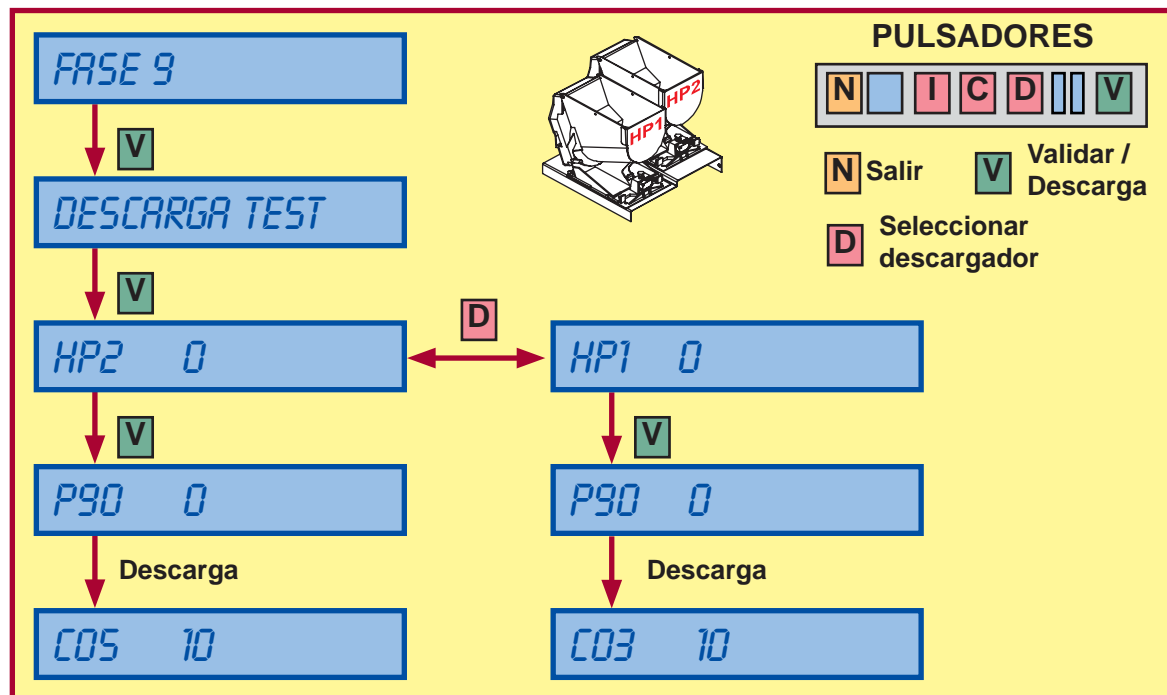 FASE 9
V
DESCARGA TEST
V
HP2 0
D
HP1 0
V
V
P90 0
P90 0
Descarga
Descarga
C05 10
C03 10
HP2
HP1
PULSADORES
N I C D V
N Salir
V Validar /
Descarga
D Seleccionar
descargador